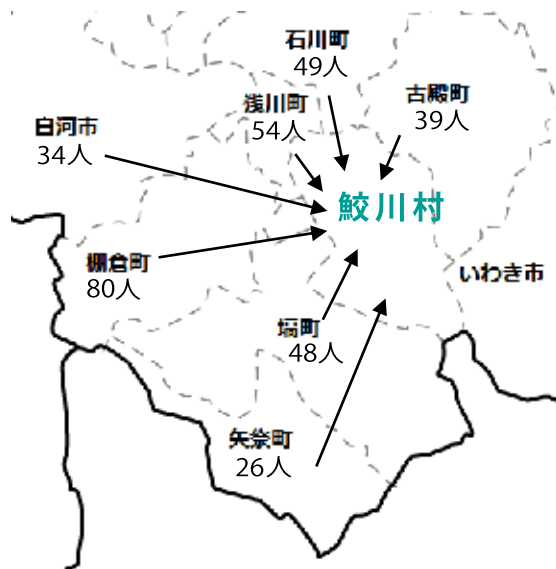 石川町
49人
浅川町
54人
古殿町
39人
白河市
34人
鮫川村
棚倉町
80人
いわき市
塙町
48人
矢祭町
26人